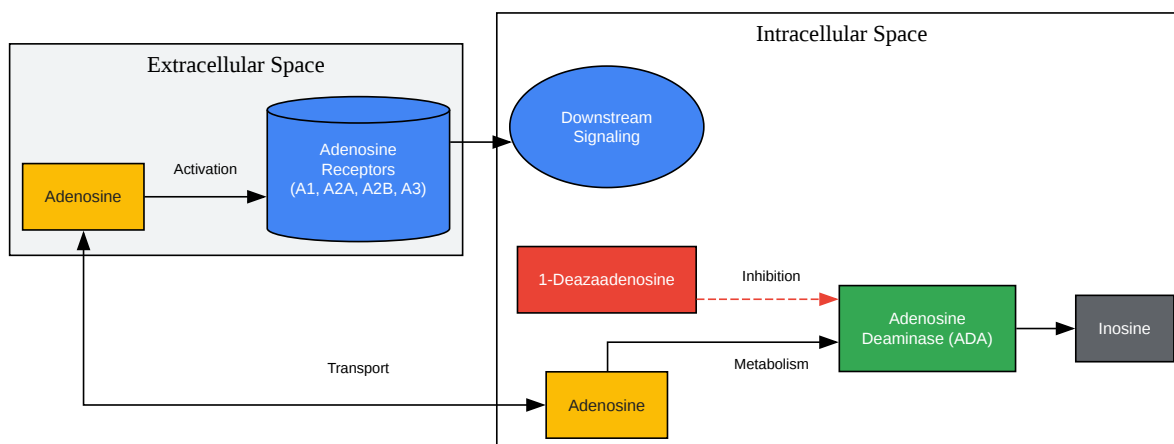 Intracellular Space
Extracellular Space
Downstream
Signaling
Adenosine
Receptors
(A1, A2A, A2B, A3)
Activation
Adenosine
1-Deazaadenosine
Inhibition
Adenosine
Deaminase (ADA)
Inosine
Metabolism
Transport
Adenosine